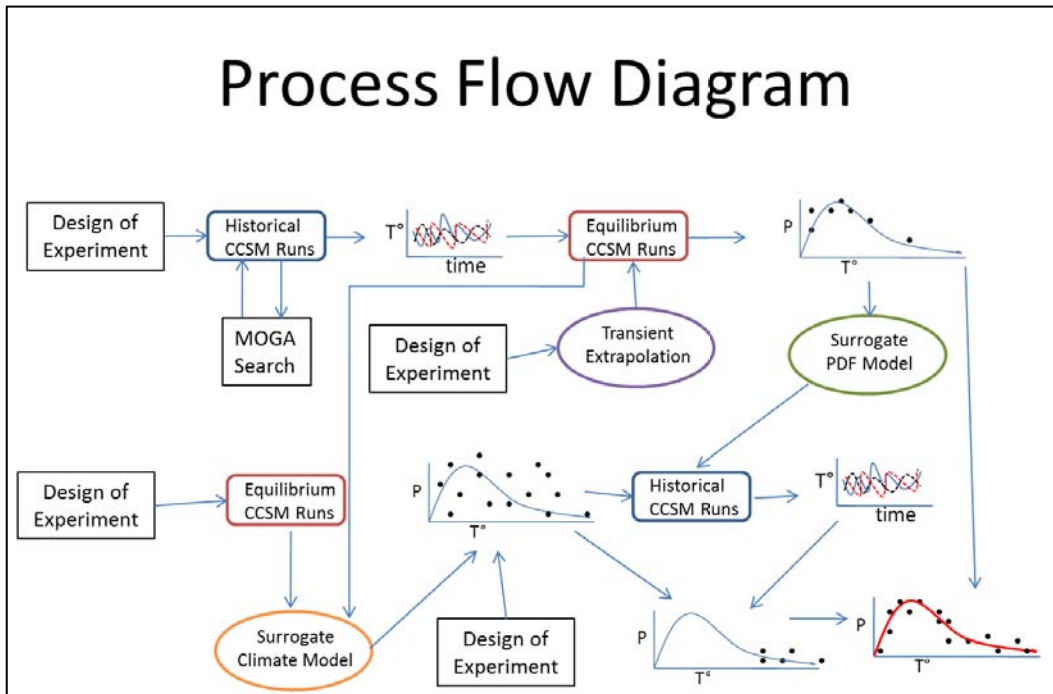 Process Flow Diagram
Design of
Experiment
Historical
CCSM Runs
T°
time
Equilibrium
CCSM Runs
P
T°
MOGA
Search
Design of
Experiment
Transient
Extrapolation
Surrogate
PDF Model
Design of
Experiment
Equilibrium
CCSM Runs
P
T°
Historical
CCSM Runs
T°
time
Surrogate
Climate Model
Design of
Experiment
P
T°
P
T°